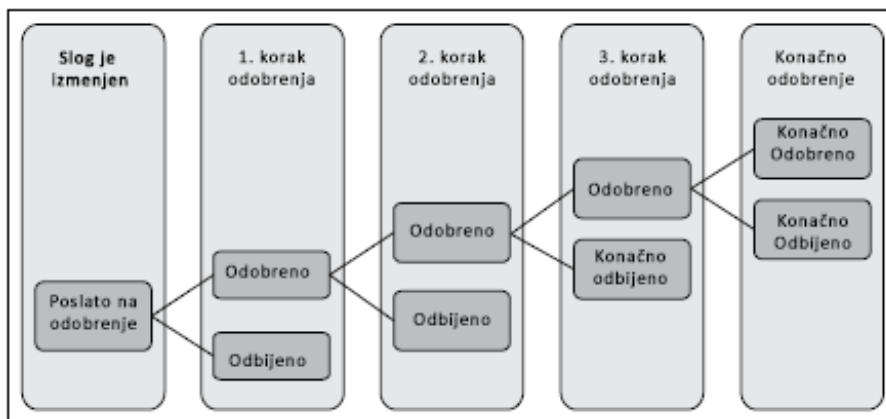 Slog je
izmenjen
Poslato na
odobrenje
1. korak
odobrenja
Odobreno
Odbijeno
2. korak
odobrenja
Odobreno
Odbijeno
3. korak
odobrenja
Odobreno
Konačno
odbijeno
Konačno
odobrenje
Konačno
Odobreno
Konačno
Odbijeno